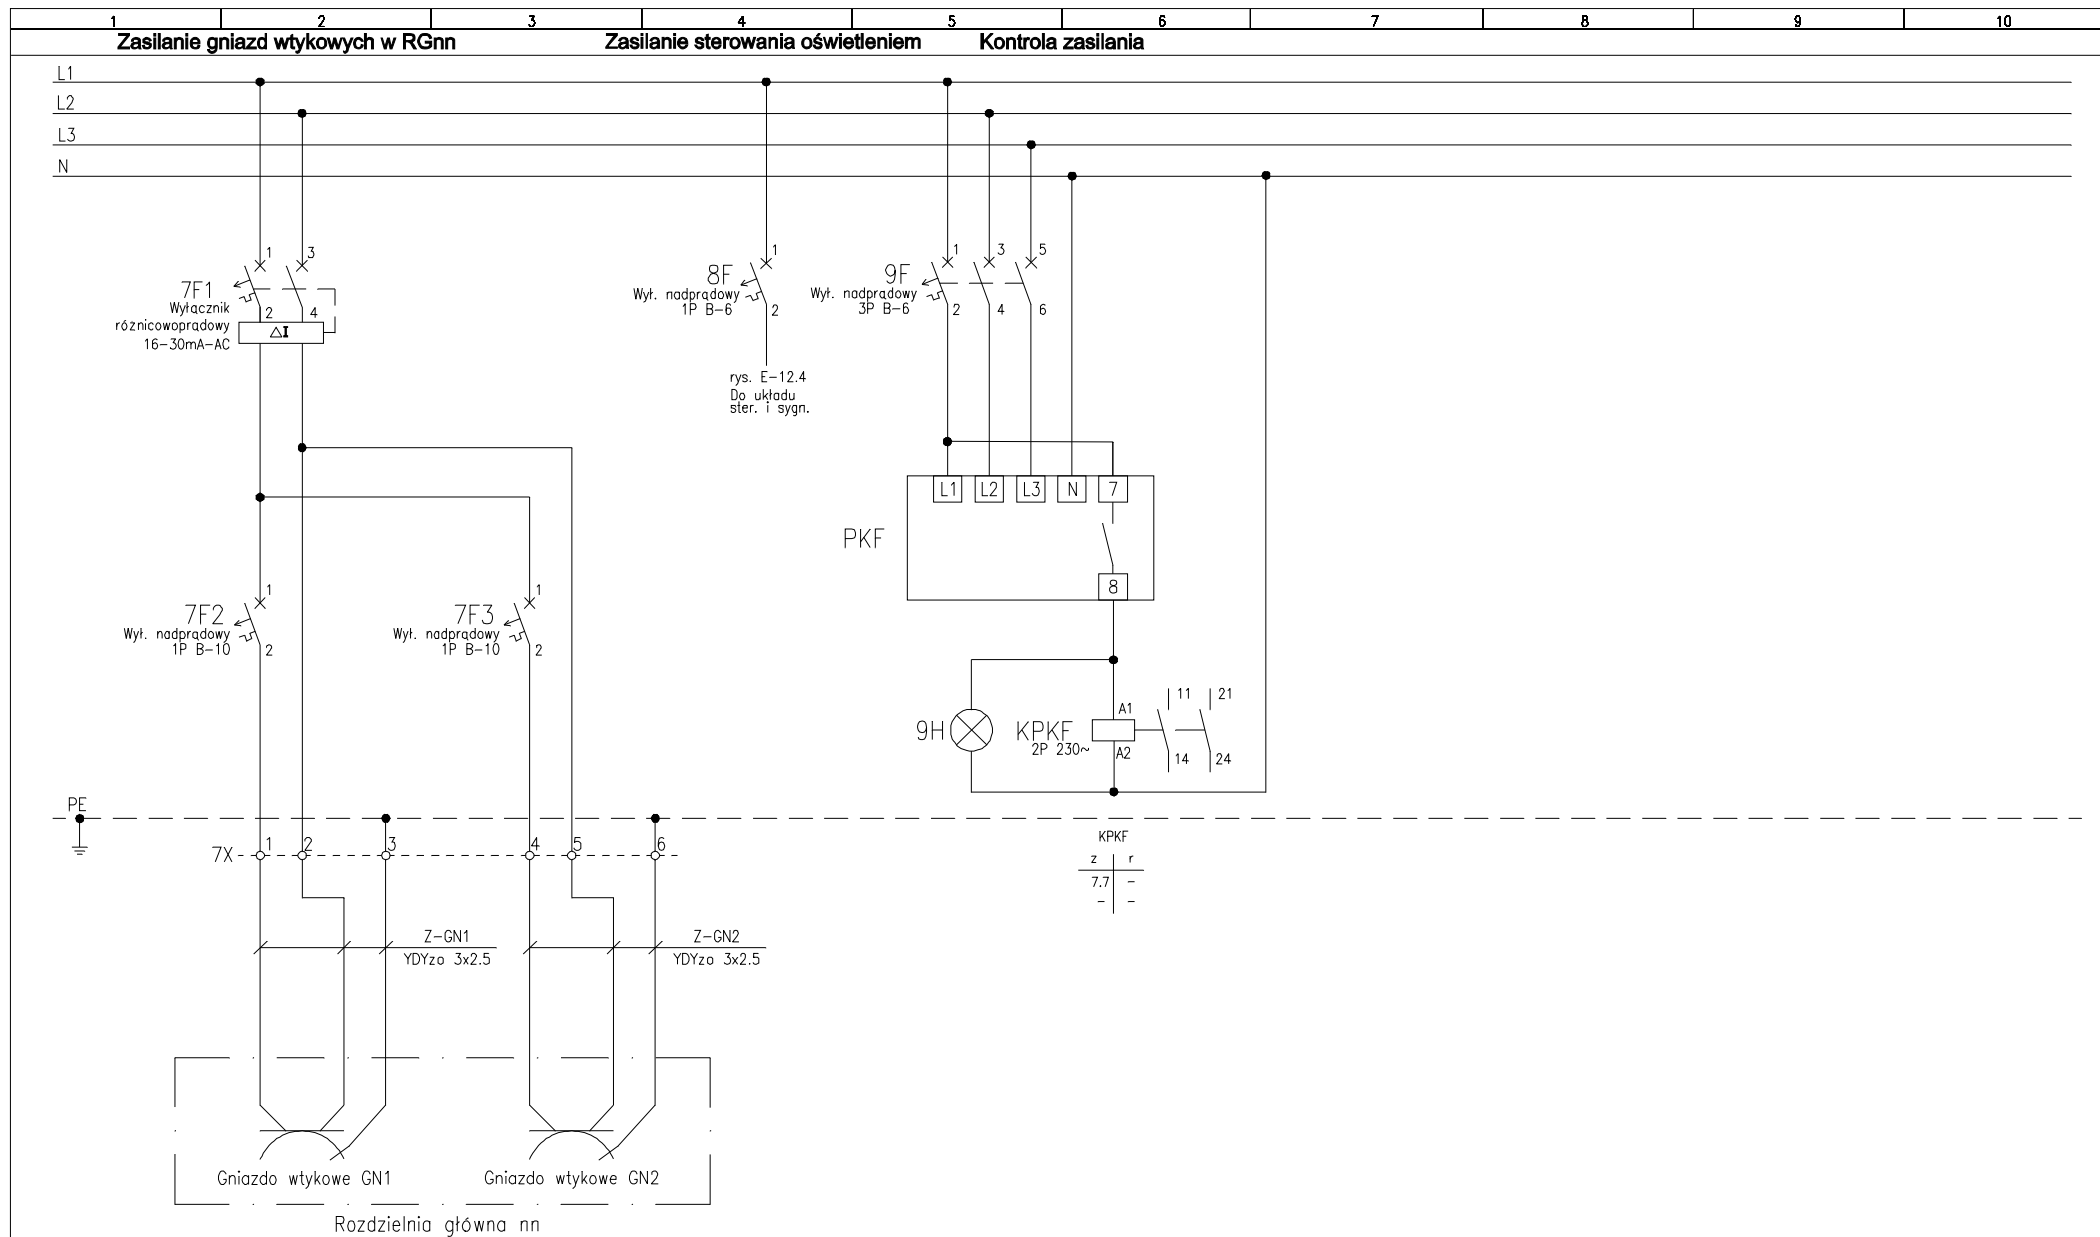 1 2 3 4 5 6 7 8 9 10
Zasilanie gniazd wtykowych w RGnn Zasilanie sterowania oświetleniem Kontrola zasilania
L1
L2
L3
N
1 3
7F1
Wyłącznik
róznicowoprądowy
16-30mA-AC
2 4
ΔI
1
8F
Wył. nadprądowy
1P B-6
2
rys. E-12.4
Do układu
ster. i sygn.
1 3 5
9F
Wył. nadprądowy
3P B-6
2 4 6
L1 L2 L3 N 7
PKF
8
1
7F2
Wył. nadprądowy
1P B-10
2
1
7F3
Wył. nadprądowy
1P B-10
2
9H
KPKF
2P 230~
A1
A2
11 21
14 24
PE
7X
1 2 3 4 5 6
KPKF
z r
7.7 -
- -
Z-GN1
YDYzo 3x2.5
Z-GN2
YDYzo 3x2.5
Gniazdo wtykowe GN1
Gniazdo wtykowe GN2
Rozdzielnia główna nn